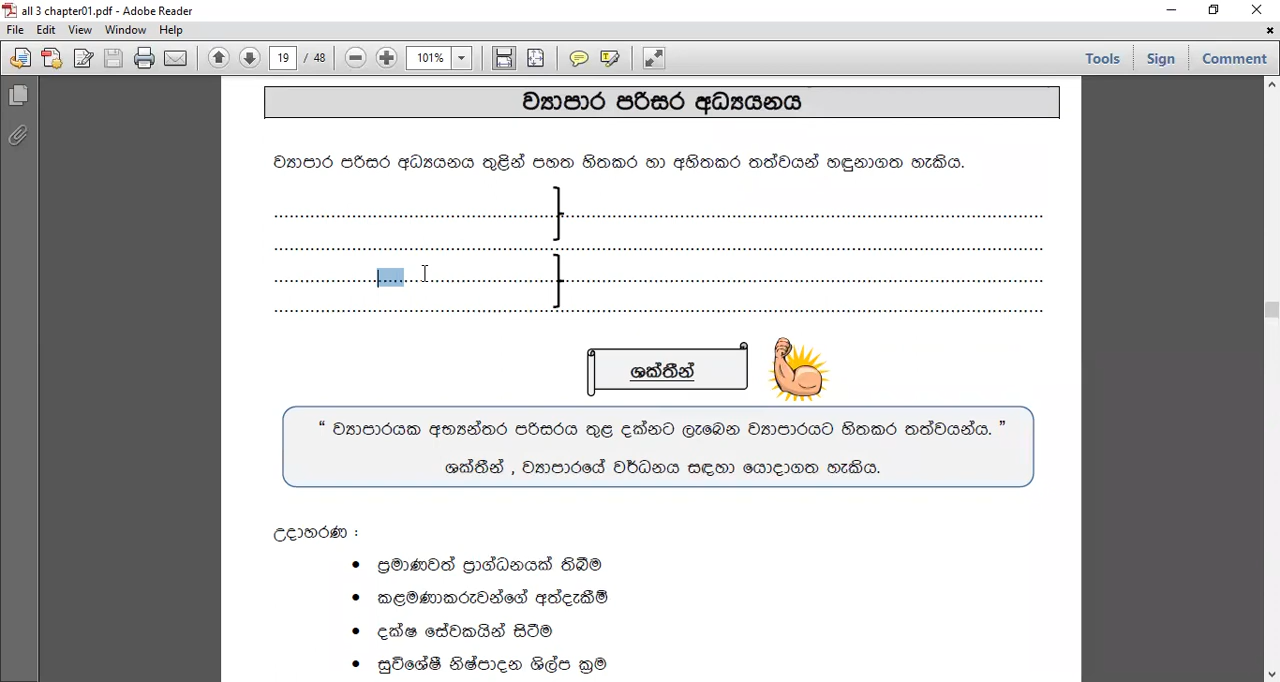 all 3 chapter01.pdf - Adobe Reader
File Edit View Window Help
19 / 48 101% Tools Sign Comment
ව්‍යාපාර පරිසර අධ්‍යයනය
ව්‍යාපාර පරිසර අධ්‍යයනය තුළින් පහත හිතකර හා අහිතකර තත්වයන් හඳුනාගත හැකිය.
ශක්තීන්
“ ව්‍යාපාරයක අභ්‍යන්තර පරිසරය තුළ දක්නට ලැබෙන ව්‍යාපාරයට හිතකර තත්වයන්ය. ”
ශක්තීන් , ව්‍යාපාරයේ වර්ධනය සඳහා යොදාගත හැකිය.
උදාහරණ :
• ප්‍රමාණවත් ප්‍රාග්ධනයක් තිබීම
• කළමණාකරුවන්ගේ අත්දැකීම්
• දක්ෂ සේවකයින් සිටීම
• සුවිශේෂී නිෂ්පාදන ශිල්ප ක්‍රම